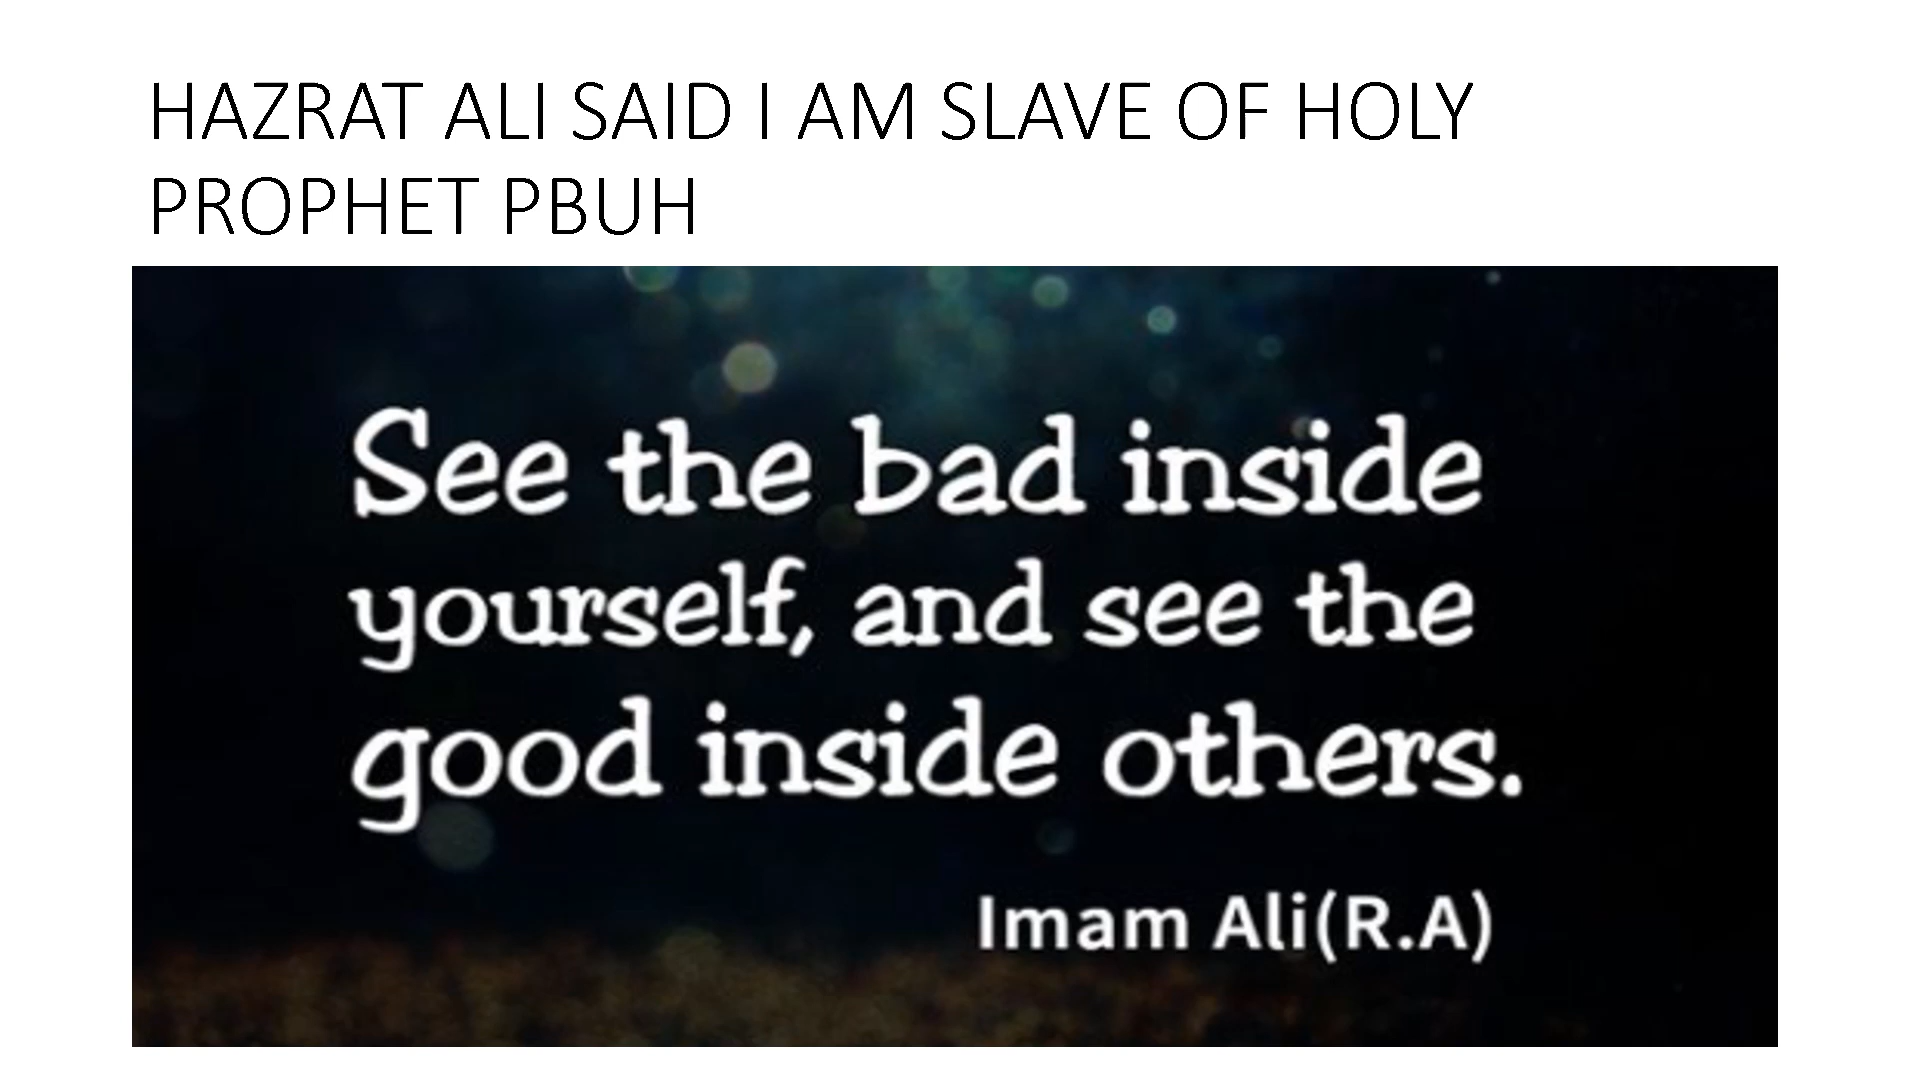 HAZRAT ALI SAID I AM SLAVE OF HOLY
PROPHET PBUH
See the bad inside
yourself, and see the
good inside others.
Imam Ali(R.A)